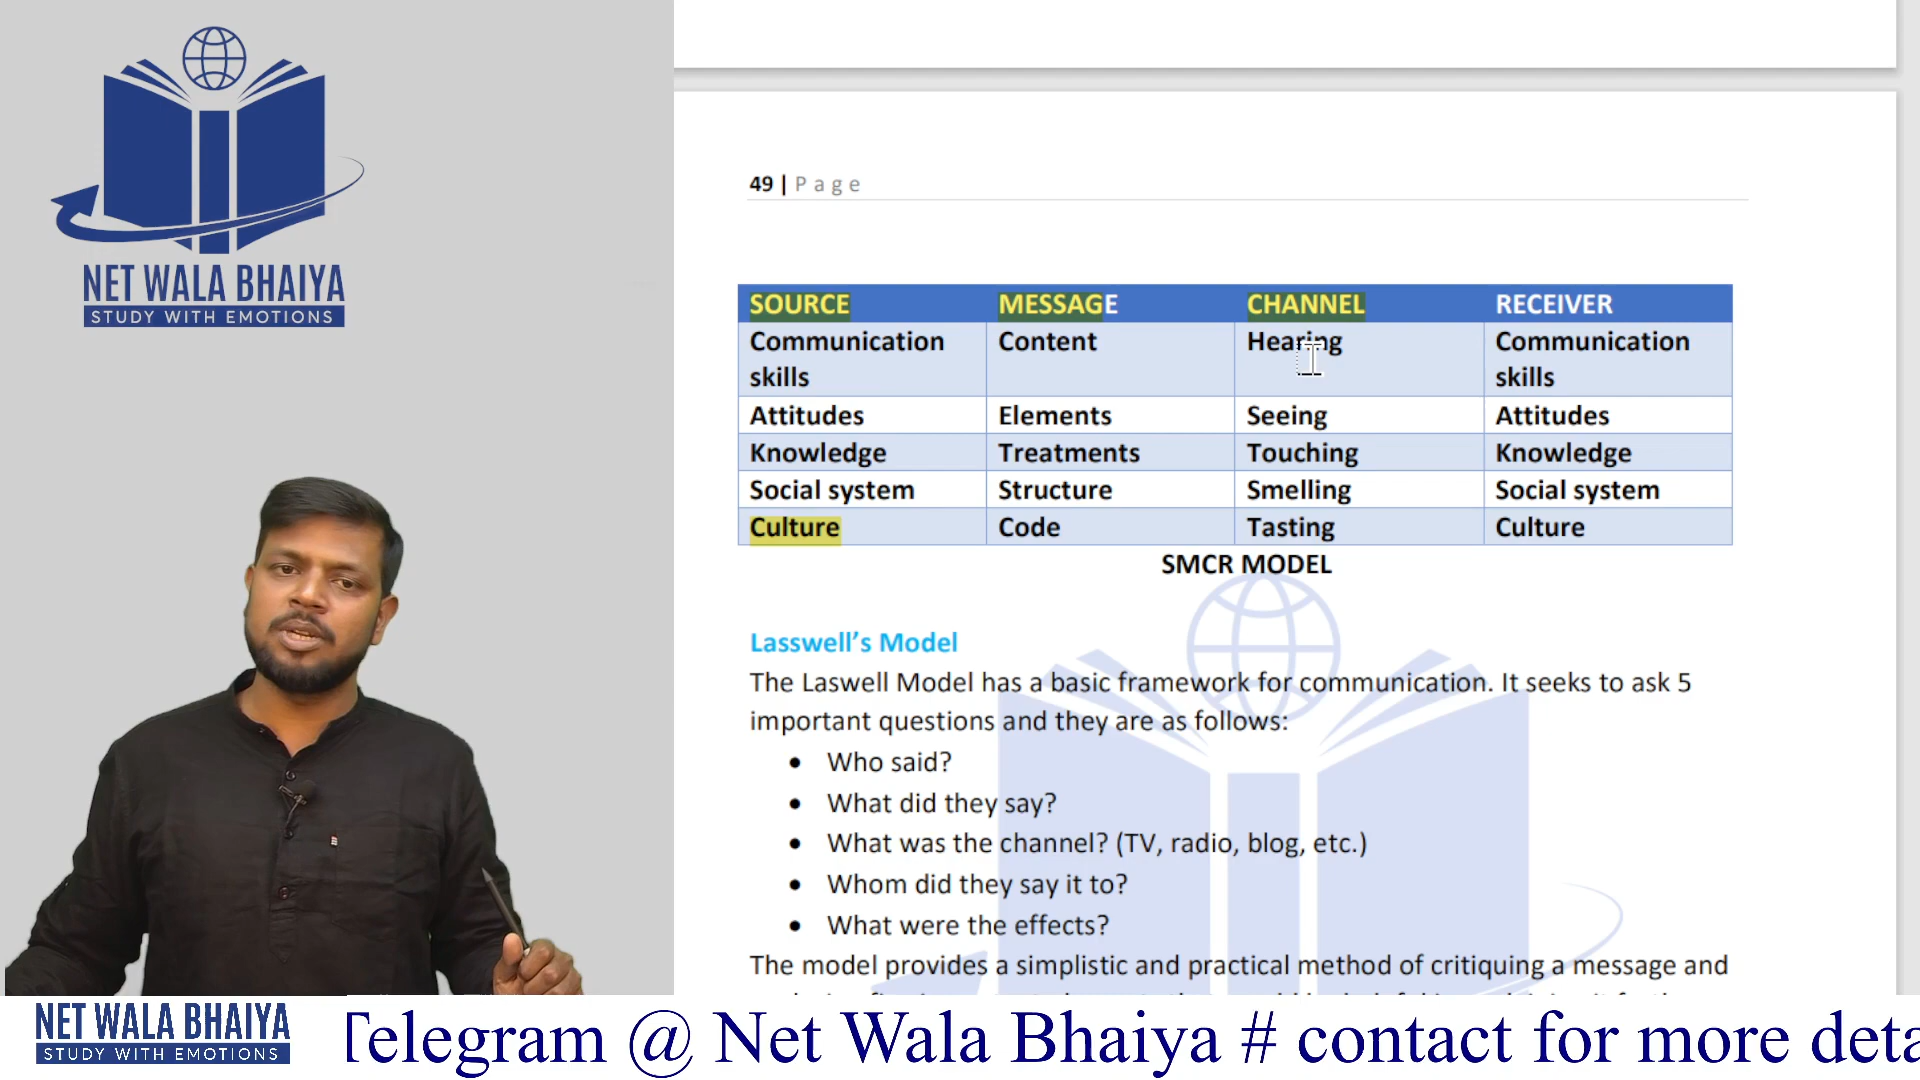 NET WALA BHAIYA
STUDY WITH EMOTIONS
49 | Page
SOURCE MESSAGE CHANNEL RECEIVER
Communication skills Content Hearing Communication skills
Attitudes Elements Seeing Attitudes
Knowledge Treatments Touching Knowledge
Social system Structure Smelling Social system
Culture Code Tasting Culture
SMCR MODEL
Lasswell’s Model
The Laswell Model has a basic framework for communication. It seeks to ask 5
important questions and they are as follows:
• Who said?
• What did they say?
• What was the channel? (TV, radio, blog, etc.)
• Whom did they say it to?
• What were the effects?
The model provides a simplistic and practical method of critiquing a message and
NET WALA BHAIYA
STUDY WITH EMOTIONS
Telegram @ Net Wala Bhaiya # contact for more deta